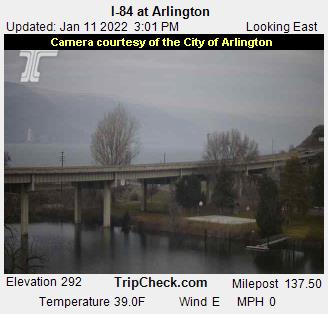 I-84 at Arlington
Updated: Jan 11 2022 3:01 PM Looking East
Camera courtesy of the City of Arlington
Elevation 292 TripCheck.com Milepost 137.50
Temperature 39.0F Wind E MPH 0